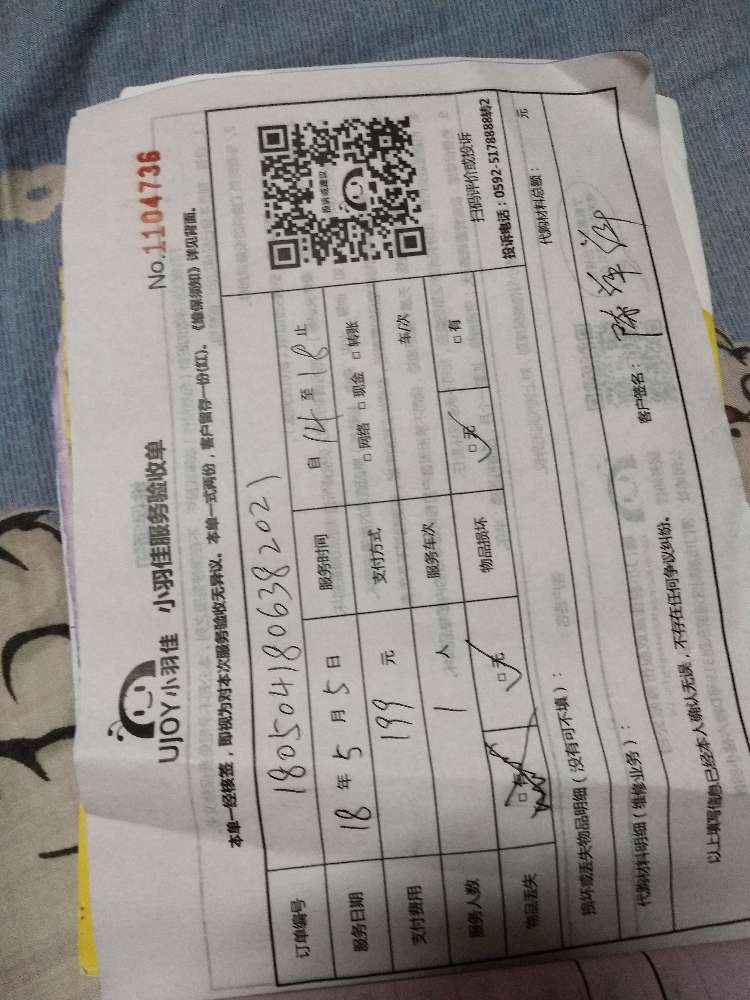 UJOY小羽佳 小羽佳服务验收单 No.1104736
本单一经核签，即视为对本次服务验收无异议。本单一式两份，客户留存一份(红)。《维保须知》详见背面。
订单编号 1805041806382021
服务日期 18 年 5 月 5 日 服务时间 自 14 至 18 止
支付费用 199 元 支付方式 □ 网络 □ 现金 □ 转账
服务人数 1 人 服务车次 车/次
物品丢失 □ 有 □ 无 物品损坏 □ 无 □ 有
投诉或建议
扫码评价或投诉
投诉电话：0592-5178888转2
损坏或丢失物品明细（没有可不填）：
代购材料明细（维修业务）： 代购材料总额： 元
以上填写信息已经本人确认无误，不存在任何争议纠纷。
客户签名：